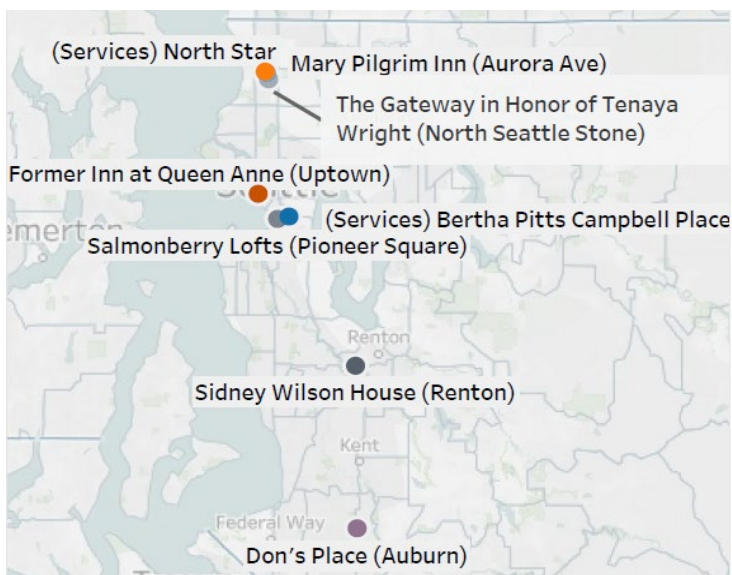 (Services) North Star
Mary Pilgrim Inn (Aurora Ave)
The Gateway in Honor of Tenaya
Wright (North Seattle Stone)
Former Inn at Queen Anne (Uptown)
Seattle
emerton
(Services) Bertha Pitts Campbell Place
Salmonberry Lofts (Pioneer Square)
Renton
Sidney Wilson House (Renton)
Kent
Federal Way
Don's Place (Auburn)